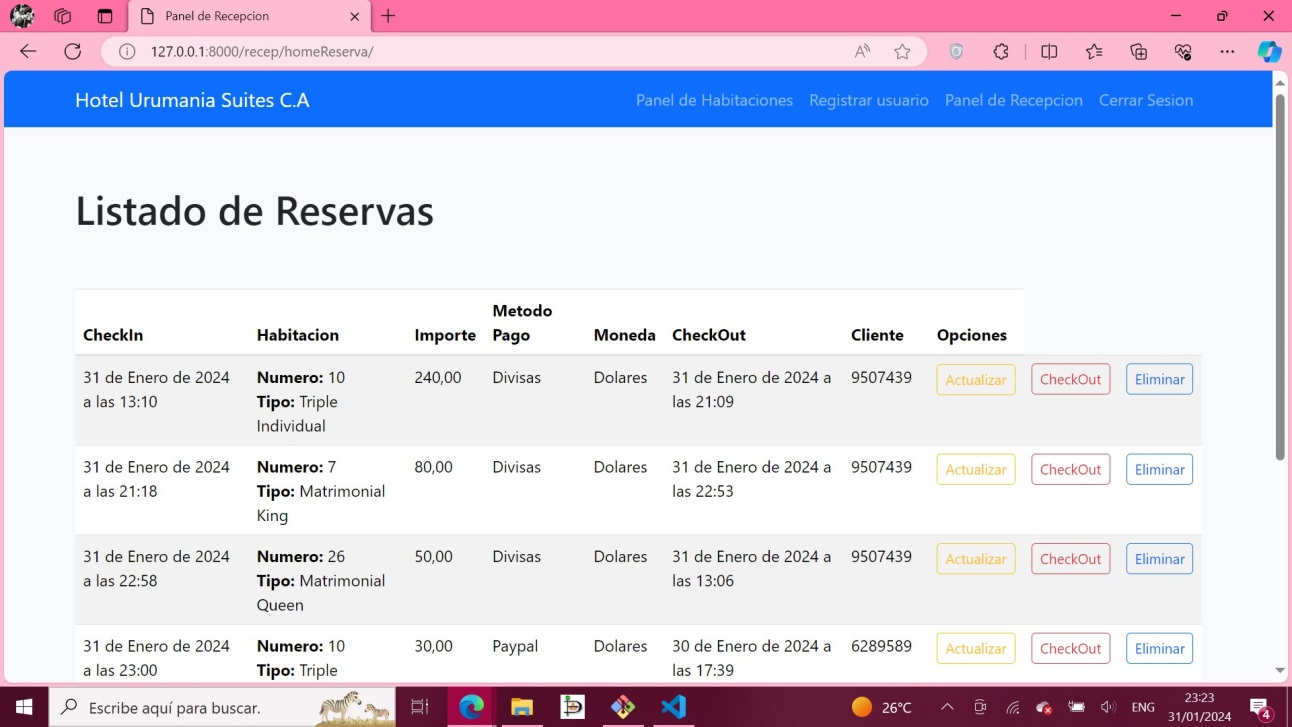 Panel de Recepcion
127.0.0.1:8000/recep/homeReserva/
Hotel Urumania Suites C.A
Panel de Habitaciones Registrar usuario Panel de Recepcion Cerrar Sesion
Listado de Reservas
CheckIn Habitacion Importe Metodo Pago Moneda CheckOut Cliente Opciones
31 de Enero de 2024 Numero: 10 240,00 Divisas Dolares 31 de Enero de 2024 a 9507439 Actualizar CheckOut Eliminar
a las 13:10 Tipo: Triple las 21:09
Individual
31 de Enero de 2024 Numero: 7 80,00 Divisas Dolares 31 de Enero de 2024 a 9507439 Actualizar CheckOut Eliminar
a las 21:18 Tipo: Matrimonial las 22:53
King
31 de Enero de 2024 Numero: 26 50,00 Divisas Dolares 31 de Enero de 2024 a 9507439 Actualizar CheckOut Eliminar
a las 22:58 Tipo: Matrimonial las 13:06
Queen
31 de Enero de 2024 Numero: 10 30,00 Paypal Dolares 30 de Enero de 2024 a 6289589 Actualizar CheckOut Eliminar
a las 23:00 Tipo: Triple las 17:39
Escribe aquí para buscar. 26°C ENG 23:23
31/01/2024 4